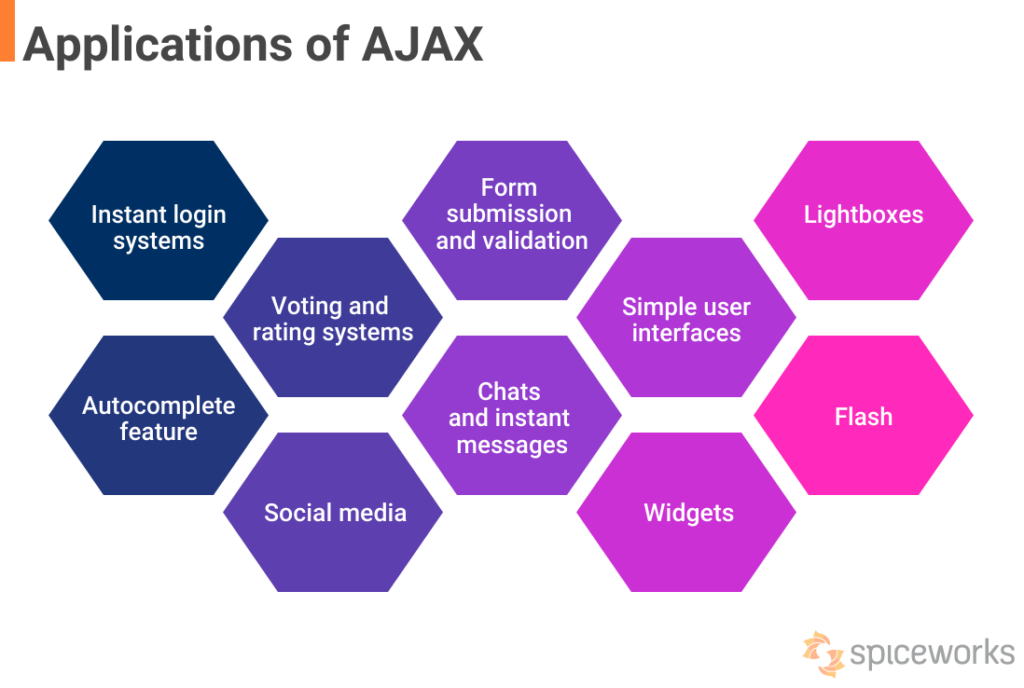 Applications of AJAX
Instant login
systems
Form
submission
and validation
Lightboxes
Voting and
rating systems
Simple user
interfaces
Autocomplete
feature
Chats
and instant
messages
Flash
Social media
Widgets
spiceworks